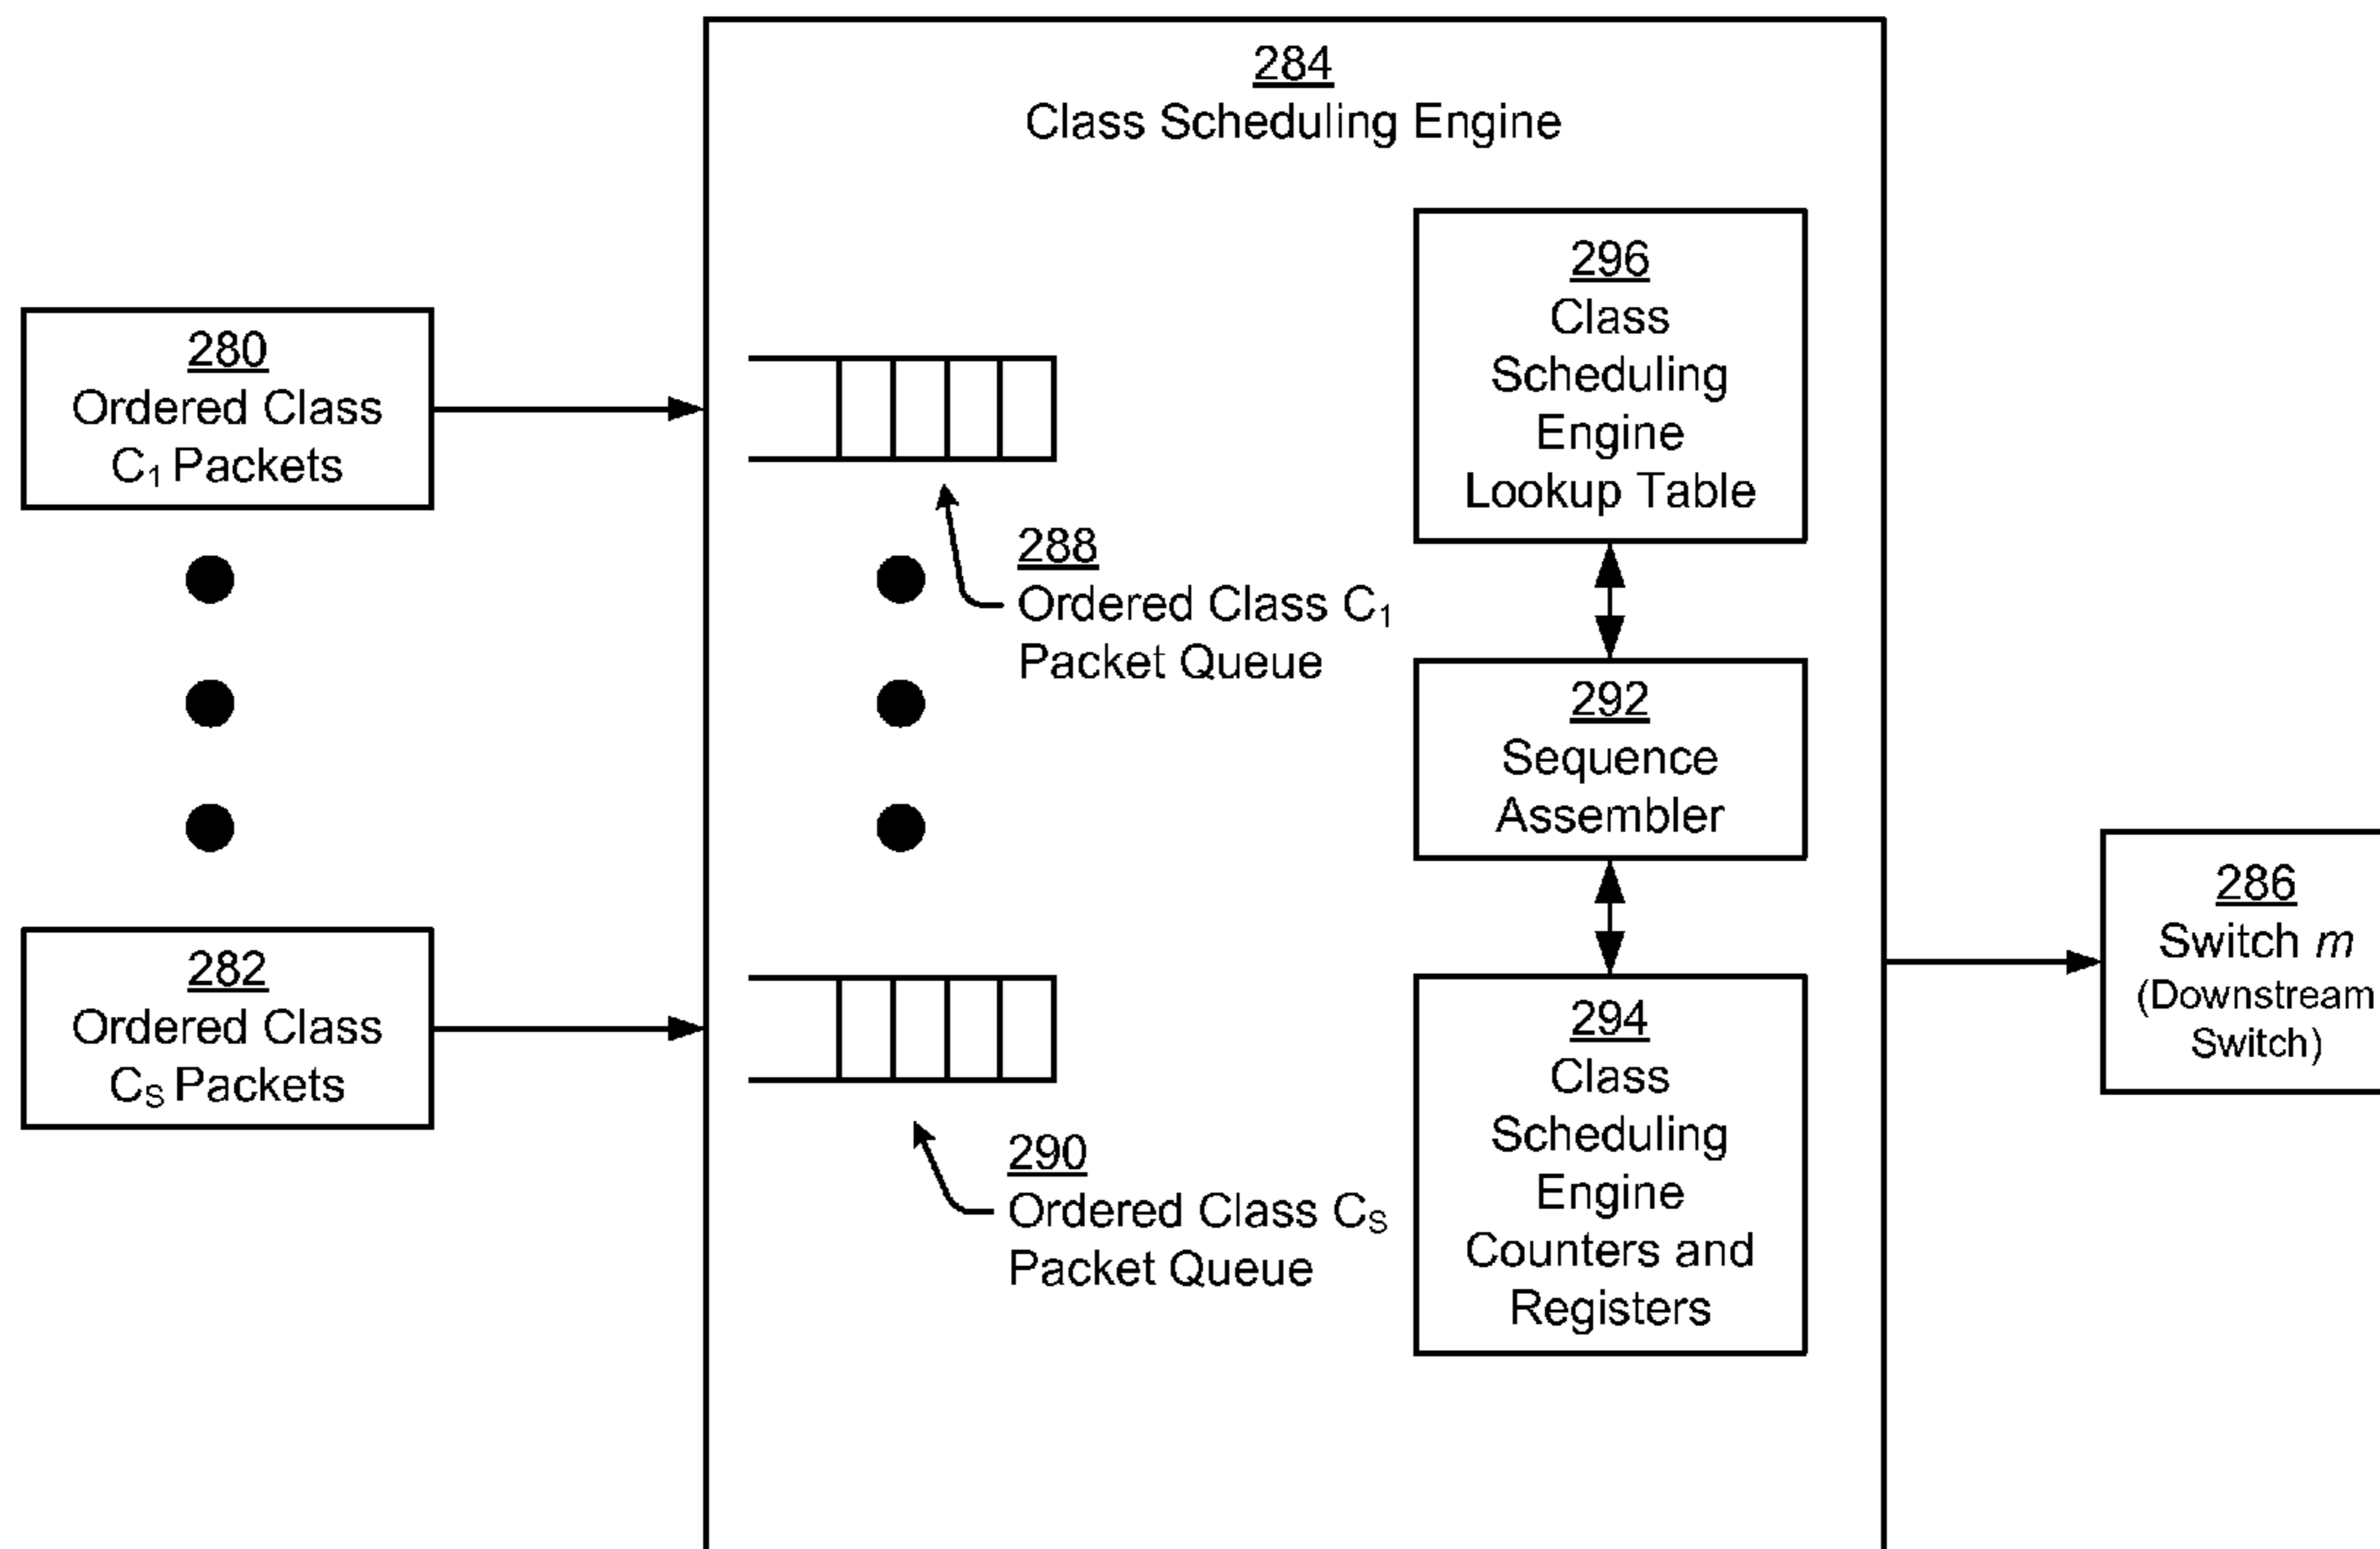 284
Class Scheduling Engine
280
Ordered Class
C₁ Packets
282
Ordered Class
Cₛ Packets
288
Ordered Class C₁
Packet Queue
290
Ordered Class Cₛ
Packet Queue
296
Class
Scheduling
Engine
Lookup Table
292
Sequence
Assembler
294
Class
Scheduling
Engine
Counters and
Registers
286
Switch m
(Downstream
Switch)